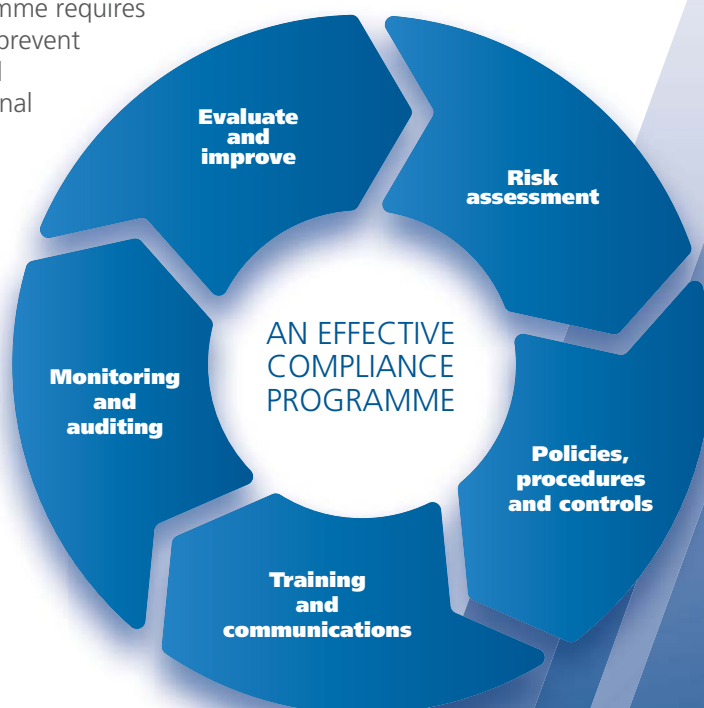 mme requires
prevent
nal
Evaluate
and
improve
Risk
assessment
AN EFFECTIVE
COMPLIANCE
PROGRAMME
Monitoring
and
auditing
Policies,
procedures
and controls
Training
and
communications